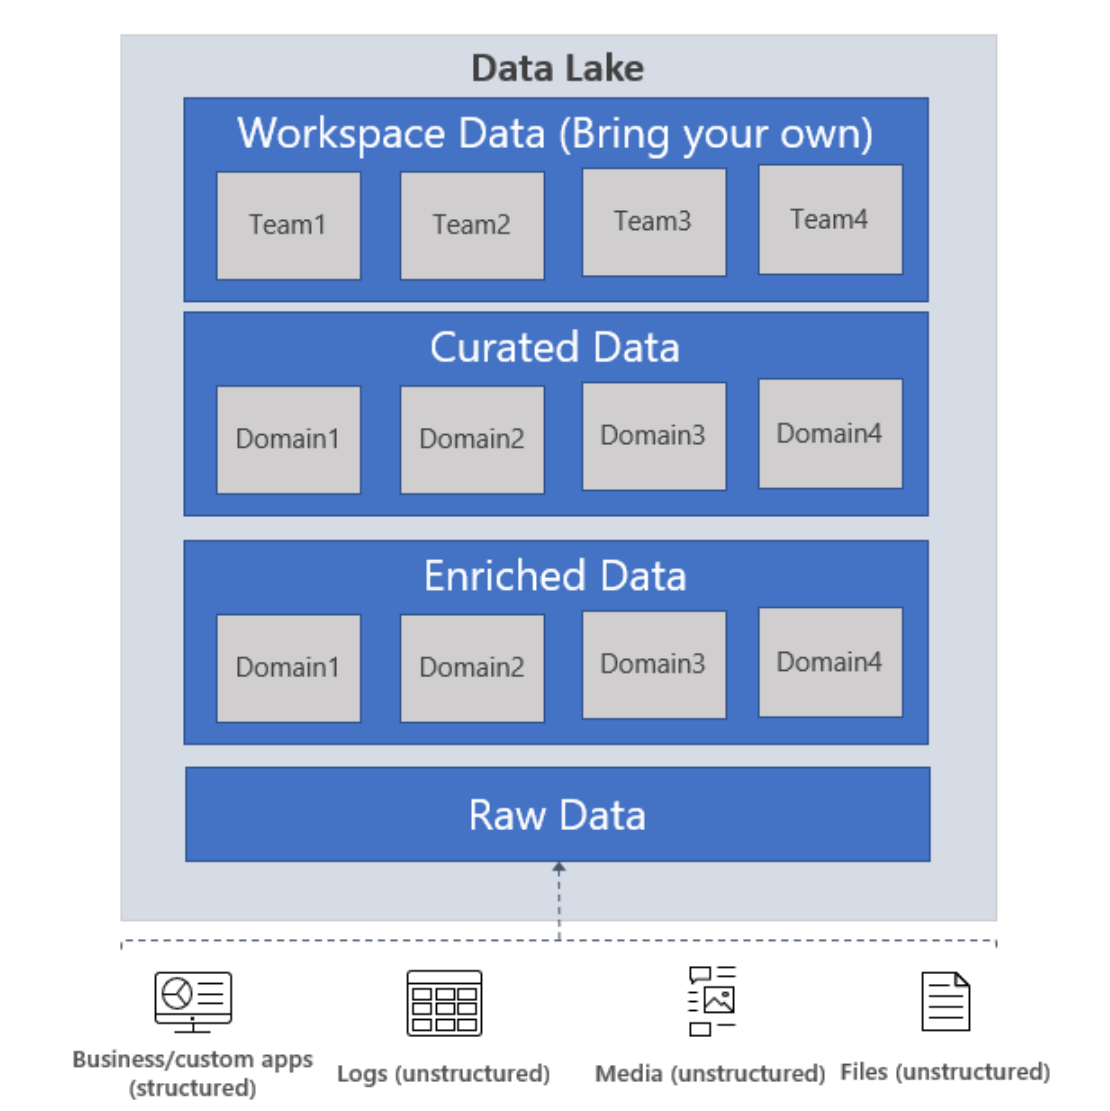 Data Lake
Workspace Data (Bring your own)
Team1
Team2
Team3
Team4
Curated Data
Domain1
Domain2
Domain3
Domain4
Enriched Data
Domain1
Domain2
Domain3
Domain4
Raw Data
Business/custom apps
(structured)
Logs (unstructured)
Media (unstructured)
Files (unstructured)